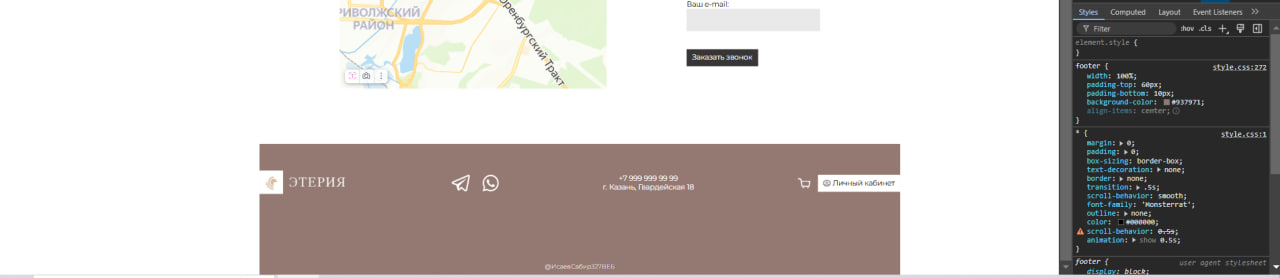 РИВОЛЖСКИЙ
РАЙОН
Оренбургский Тракт
Ваш e-mail:
Заказать звонок
ЭТЕРИЯ
+7 999 999 99 99
г. Казань, Гвардейская 18
Личный кабинет
@ИсаевСабир327ВЕБ
Styles Computed Layout Event Listeners
Filter :hov .cls
element.style {
}
footer { style.css:272
width: 100%;
padding-top: 60px;
padding-bottom: 10px;
background-color: #937971;
align-items: center;
}
* { style.css:1
margin: 0;
padding: 0;
box-sizing: border-box;
text-decoration: none;
border: none;
transition: .5s;
scroll-behavior: smooth;
font-family: 'Monsterrat';
outline: none;
color: #000000;
scroll-behavior: 0.5s;
animation: show 0.5s;
}
footer { user agent stylesheet
display: block;